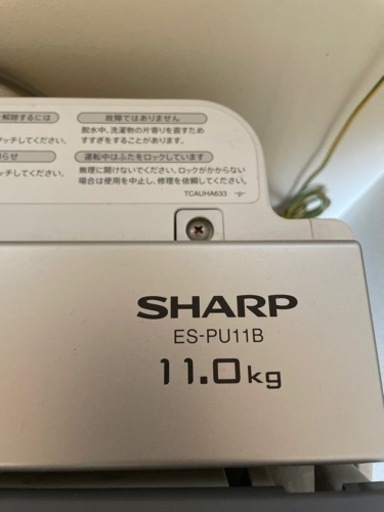 解除するには
故障ではありません
タッチしてください。
脱水中、洗濯物の片寄りを直すため
すすぎをすることがあります。
らせ
運転中はふたをロックしています
タッチしてください。
無理に開けないでください。ロックがかからない
場合は使用を中止し、修理を依頼してください。
TCAUHA633
SHARP
ES-PU11B
11.0kg